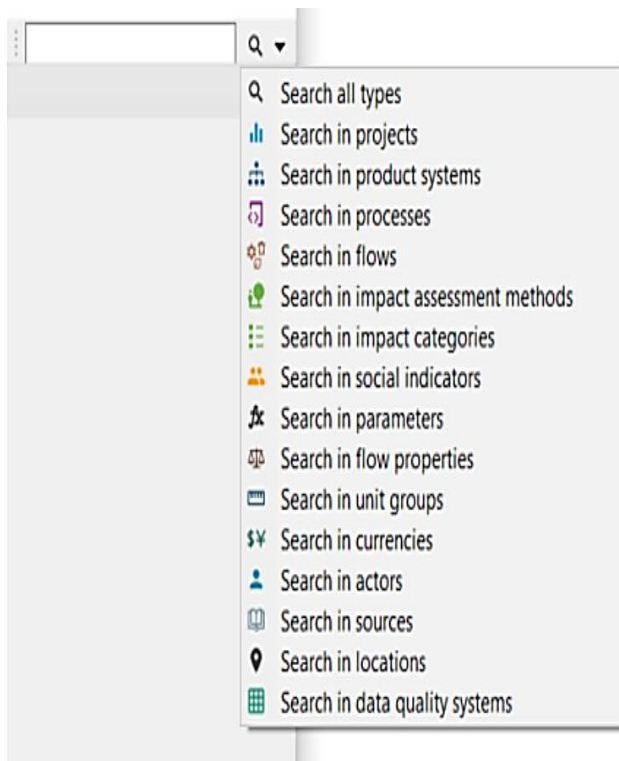 Search all types
Search in projects
Search in product systems
Search in processes
Search in flows
Search in impact assessment methods
Search in impact categories
Search in social indicators
Search in parameters
Search in flow properties
Search in unit groups
Search in currencies
Search in actors
Search in sources
Search in locations
Search in data quality systems